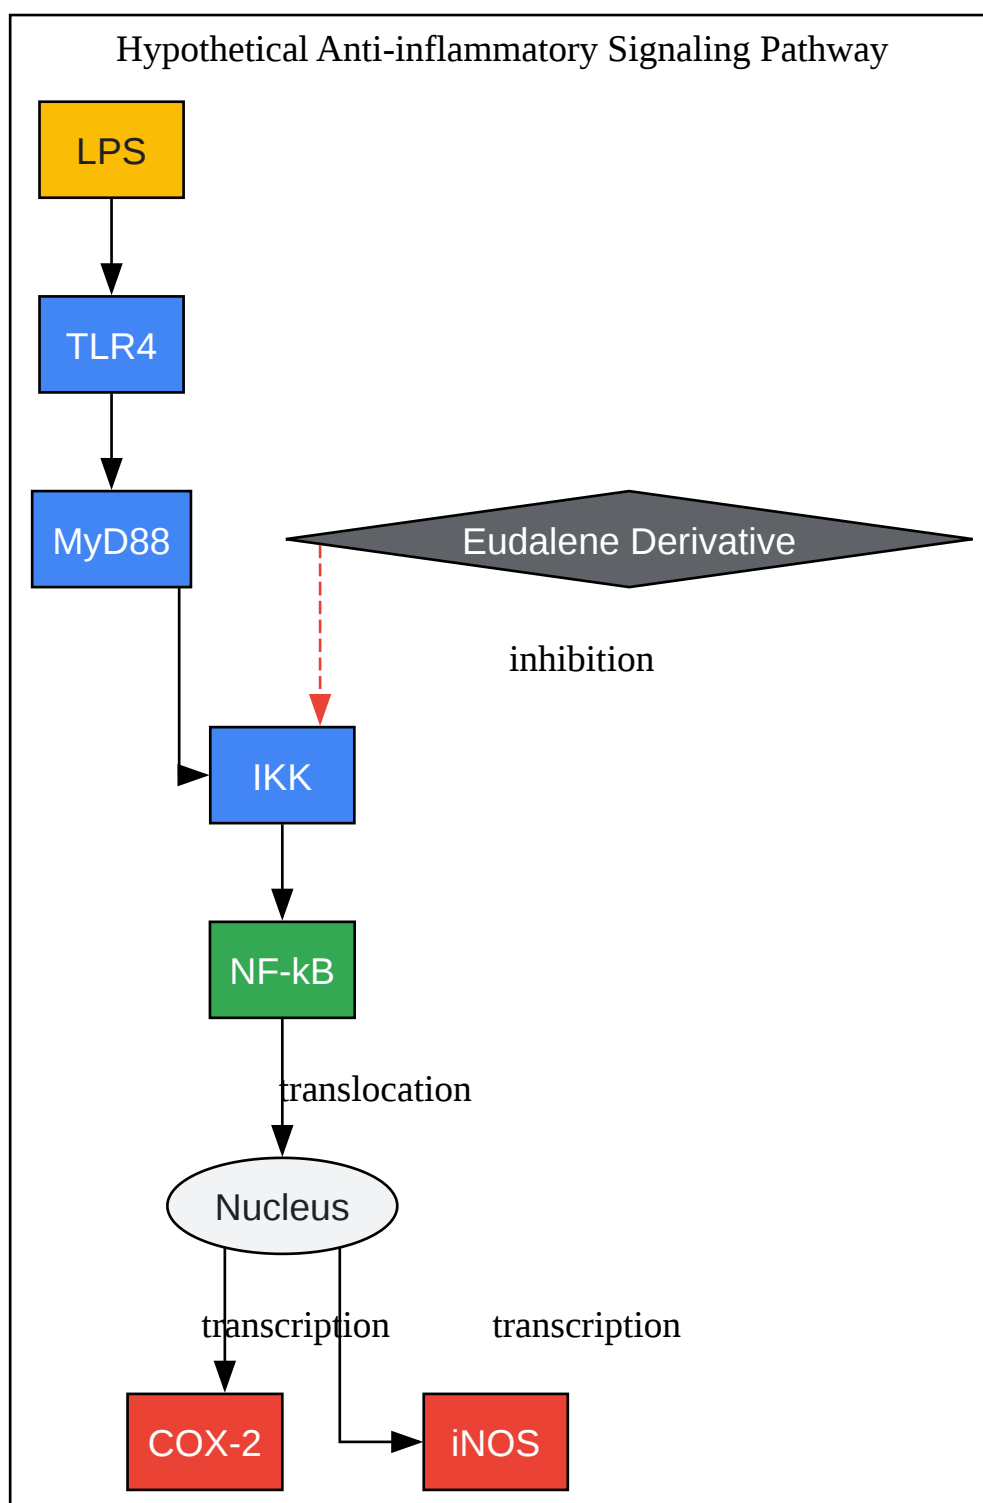 Hypothetical Anti-inflammatory Signaling Pathway
LPS
TLR4
MyD88
Eudalene Derivative
inhibition
IKK
NF-kB
translocation
Nucleus
transcription
transcription
COX-2
iNOS